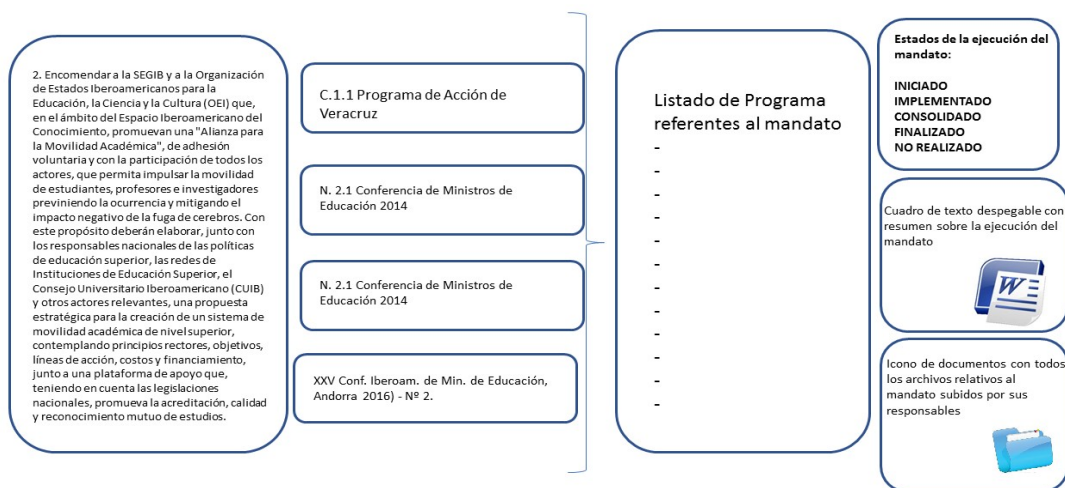 2. Encomendar a la SEGIB y a la Organización
de Estados Iberoamericanos para la
Educación, la Ciencia y la Cultura (OEI) que,
en el ámbito del Espacio Iberoamericano del
Conocimiento, promuevan una "Alianza para
la Movilidad Académica", de adhesión
voluntaria y con la participación de todos los
actores, que permita impulsar la movilidad
de estudiantes, profesores e investigadores
previniendo la ocurrencia y mitigando el
impacto negativo de la fuga de cerebros. Con
este propósito deberán elaborar, junto con
los responsables nacionales de las políticas
de educación superior, las redes de
Instituciones de Educación Superior, el
Consejo Universitario Iberoamericano (CUIB)
y otros actores relevantes, una propuesta
estratégica para la creación de un sistema de
movilidad académica de nivel superior,
contemplando principios rectores, objetivos,
líneas de acción, costos y financiamiento,
junto a una plataforma de apoyo que,
teniendo en cuenta las legislaciones
nacionales, promueva la acreditación, calidad
y reconocimiento mutuo de estudios.
C.1.1 Programa de Acción de
Veracruz
N. 2.1 Conferencia de Ministros de
Educación 2014
N. 2.1 Conferencia de Ministros de
Educación 2014
XXV Conf. Iberoam. de Min. de Educación,
Andorra 2016) - Nº 2.
Listado de Programa
referentes al mandato
-
-
-
-
-
-
-
-
-
-
-
-
Estados de la ejecución del
mandato:
INICIADO
IMPLEMENTADO
CONSOLIDADO
FINALIZADO
NO REALIZADO
Cuadro de texto despegable con
resumen sobre la ejecución del
mandato
W
Icono de documentos con todos
los archivos relativos al
mandato subidos por sus
responsables